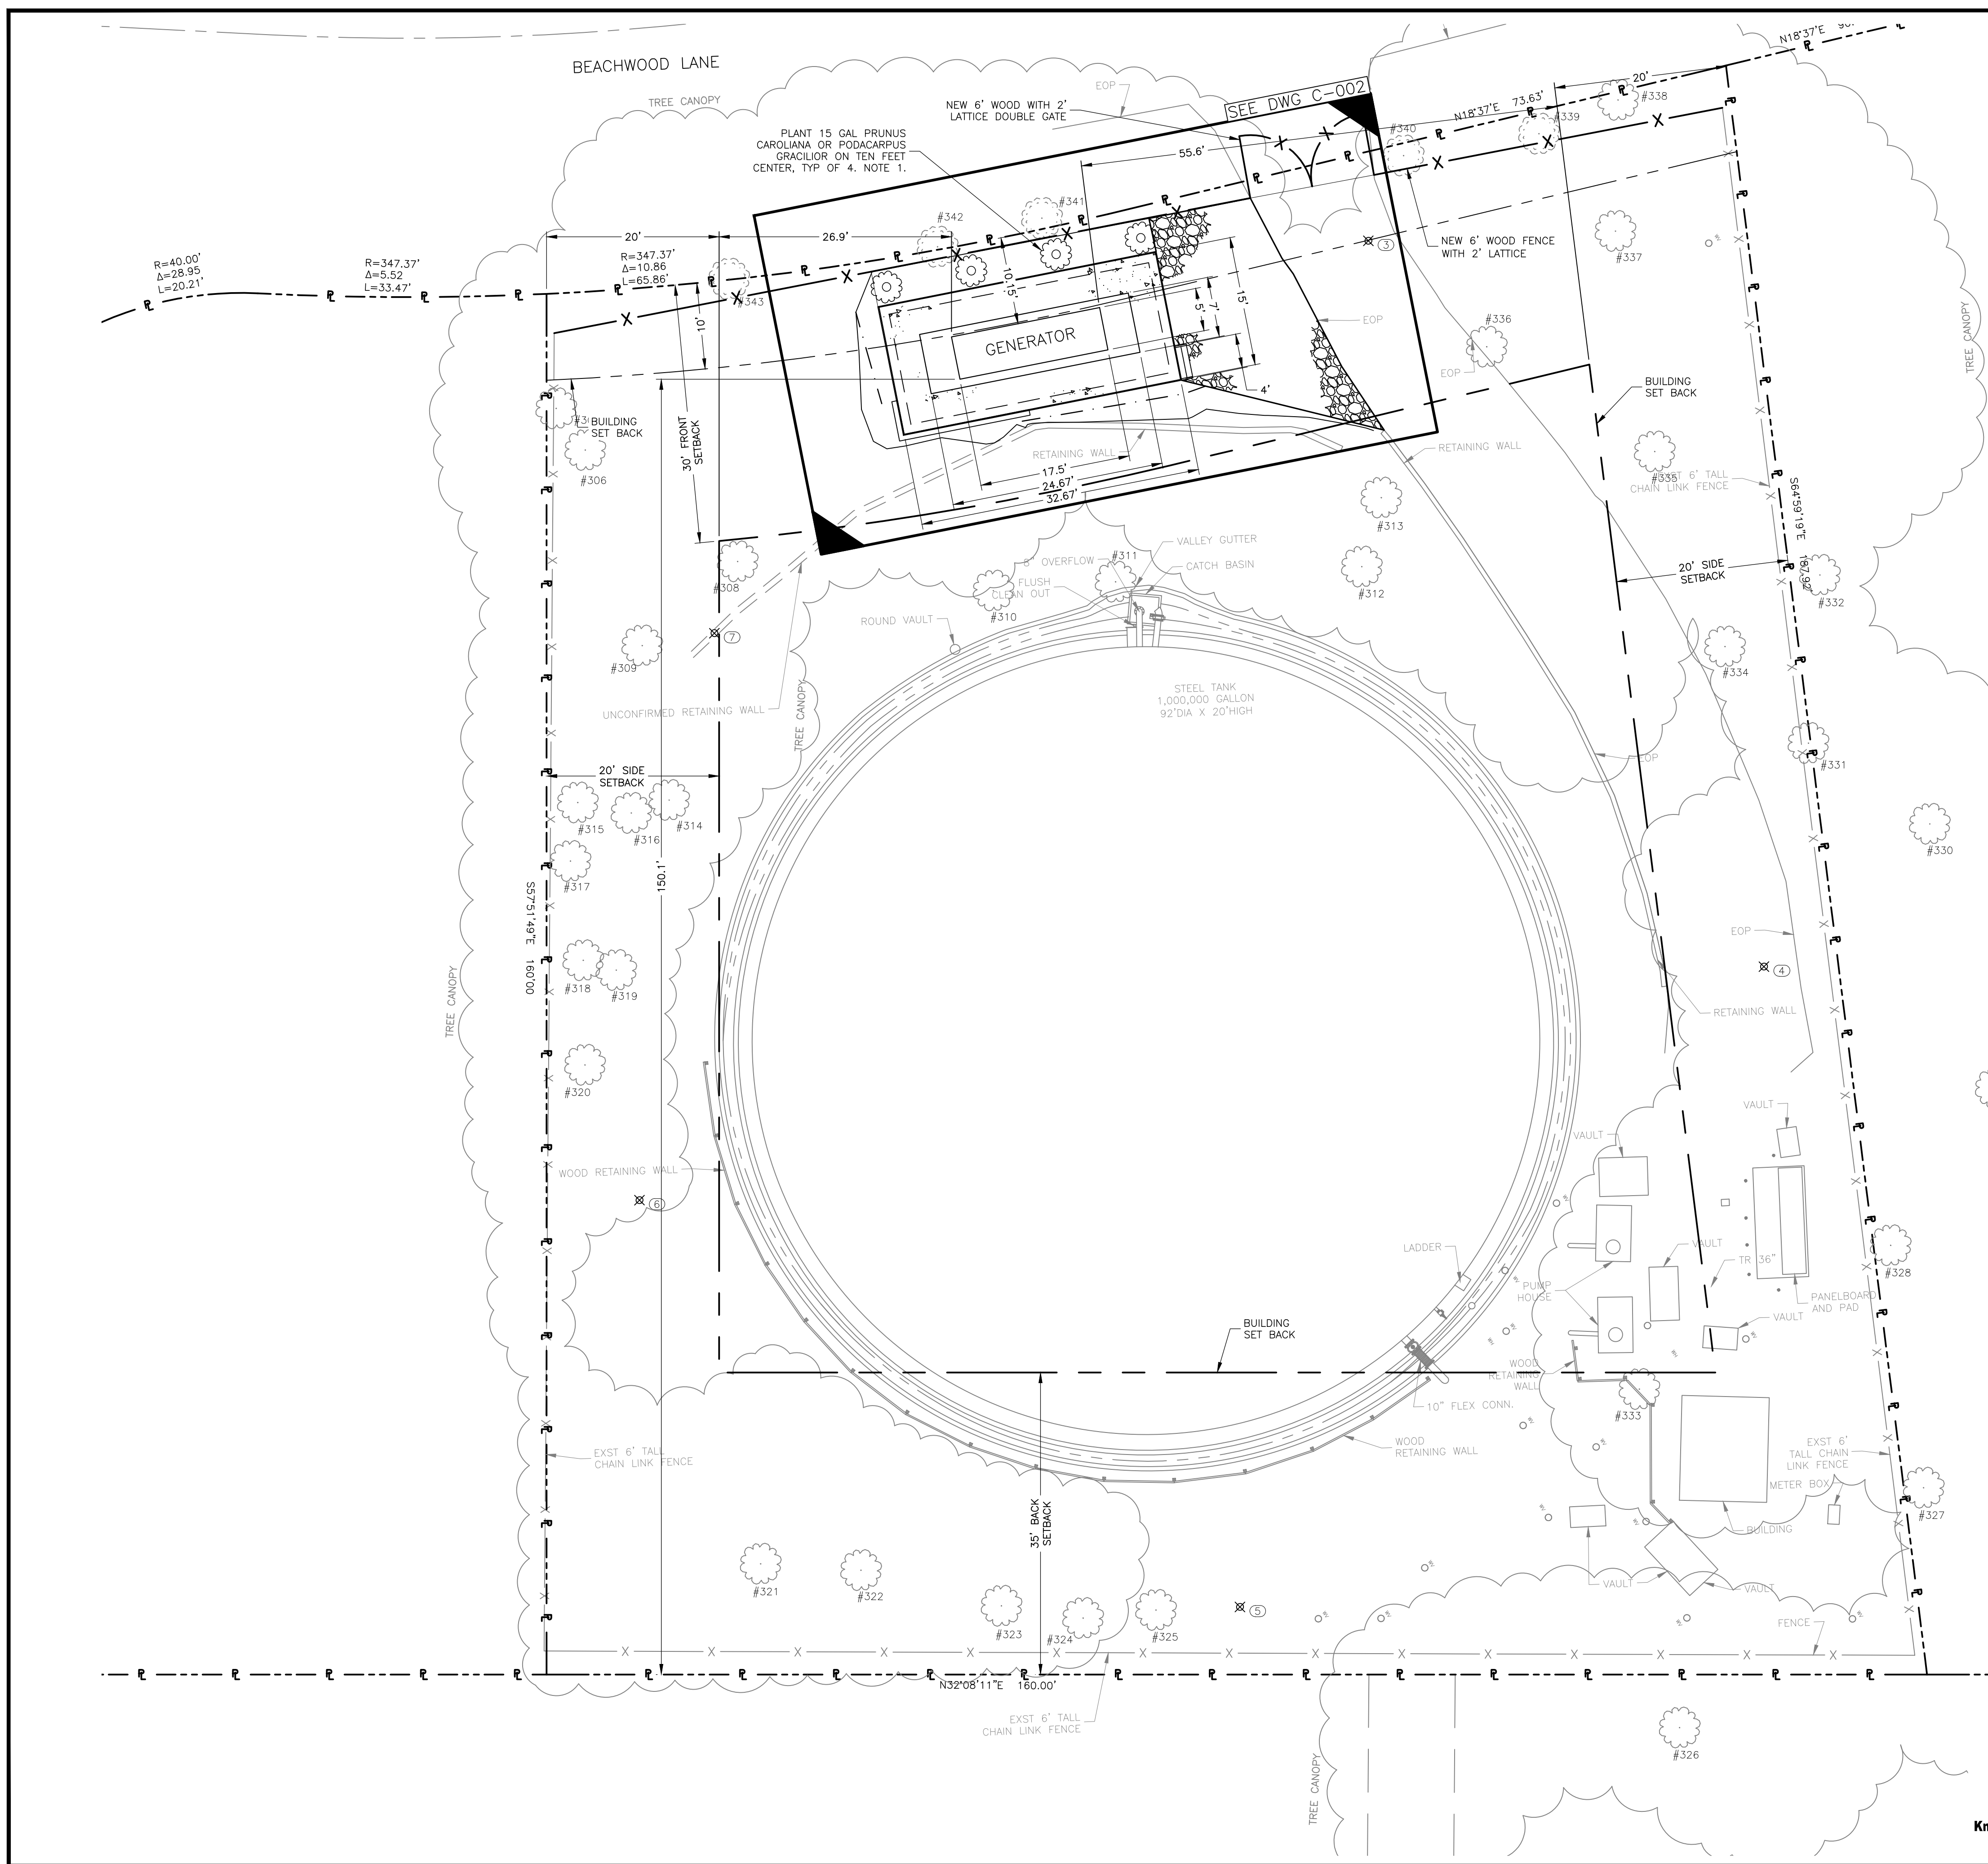 BEACHWOOD LANE
TREE CANOPY
EOP
N18°37'E
SEE DWG C-002
NEW 6' WOOD WITH 2'
LATTICE DOUBLE GATE
PLANT 15 GAL PRUNUS
CAROLIANA OR PODACARPUS
GRACILIOR ON TEN FEET
CENTER, TYP OF 4. NOTE 1.
55.6'
N18°37'E 73.63'
20'
#338
#339
#340
#341
#342
#343
20'
26.9'
R=40.00'
Δ=28.95
L=20.21'
R=347.37'
Δ=5.52
L=33.47'
R=347.37'
Δ=10.86
L=65.86'
10'
10.15'
GENERATOR
5'
7'
15'
4'
3
NEW 6' WOOD FENCE
WITH 2' LATTICE
#337
#336
EOP
EOP
TREE CANOPY
BUILDING
SET BACK
BUILDING
SET BACK
#306
30' FRONT
SETBACK
RETAINING WALL
RETAINING WALL
17.5'
24.67'
32.67'
#335
EXST 6' TALL
CHAIN LINK FENCE
S64°59'19"E 187.92'
#313
#312
20' SIDE
SETBACK
#332
#308
8" OVERFLOW
#311
VALLEY GUTTER
CATCH BASIN
FLUSH
CLEAN OUT
#310
ROUND VAULT
7
#309
UNCONFIRMED RETAINING WALL
TREE CANOPY
STEEL TANK
1,000,000 GALLON
92'DIA X 20'HIGH
#334
#331
EOP
#330
20' SIDE
SETBACK
#315
#316
#314
#317
150.1'
S57°51'49"E 160'00
#318
#319
TREE CANOPY
EOP
4
RETAINING WALL
#320
WOOD RETAINING WALL
6
VAULT
VAULT
LADDER
VAULT
PUMP
HOUSE
TR 36"
#328
PANELBOARD
AND PAD
VAULT
BUILDING
SET BACK
WOOD
RETAINING
WALL
10" FLEX CONN.
#333
WOOD
RETAINING WALL
EXST 6' TALL
CHAIN LINK FENCE
EXST 6'
TALL CHAIN
LINK FENCE
METER BOX
#327
BUILDING
35' BACK
SETBACK
#321
#322
#323
#324
#325
5
VAULT
VAULT
FENCE
N32°08'11"E 160.00'
EXST 6' TALL
CHAIN LINK FENCE
TREE CANOPY
#326